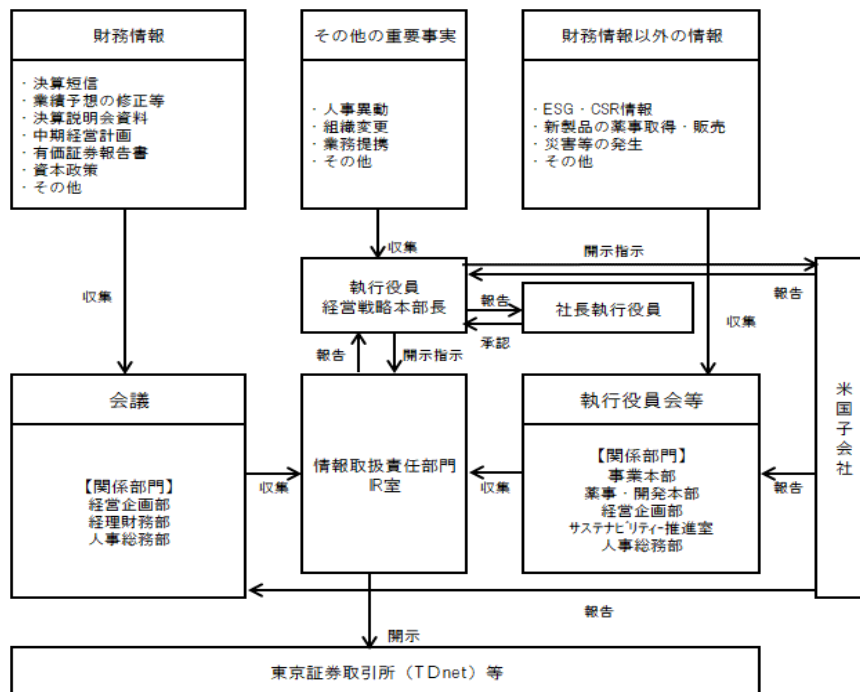 財務情報
・決算短信
・業績予想の修正等
・決算説明会資料
・中期経営計画
・有価証券報告書
・資本政策
・その他
その他の重要事実
・人事異動
・組織変更
・業務提携
・その他
財務情報以外の情報
・ESG・CSR情報
・新製品の薬事取得・販売
・災害等の発生
・その他
収集
収集
開示指示
報告
執行役員
経営戦略本部長
報告
承認
社長執行役員
収集
報告
開示指示
米国子会社
会議
【関係部門】
経営企画部
経理財務部
人事総務部
収集
情報取扱責任部門
IR室
収集
執行役員会等
【関係部門】
事業本部
薬事・開発本部
経営企画部
サステナビリティー推進室
人事総務部
報告
報告
開示
東京証券取引所（TDnet）等